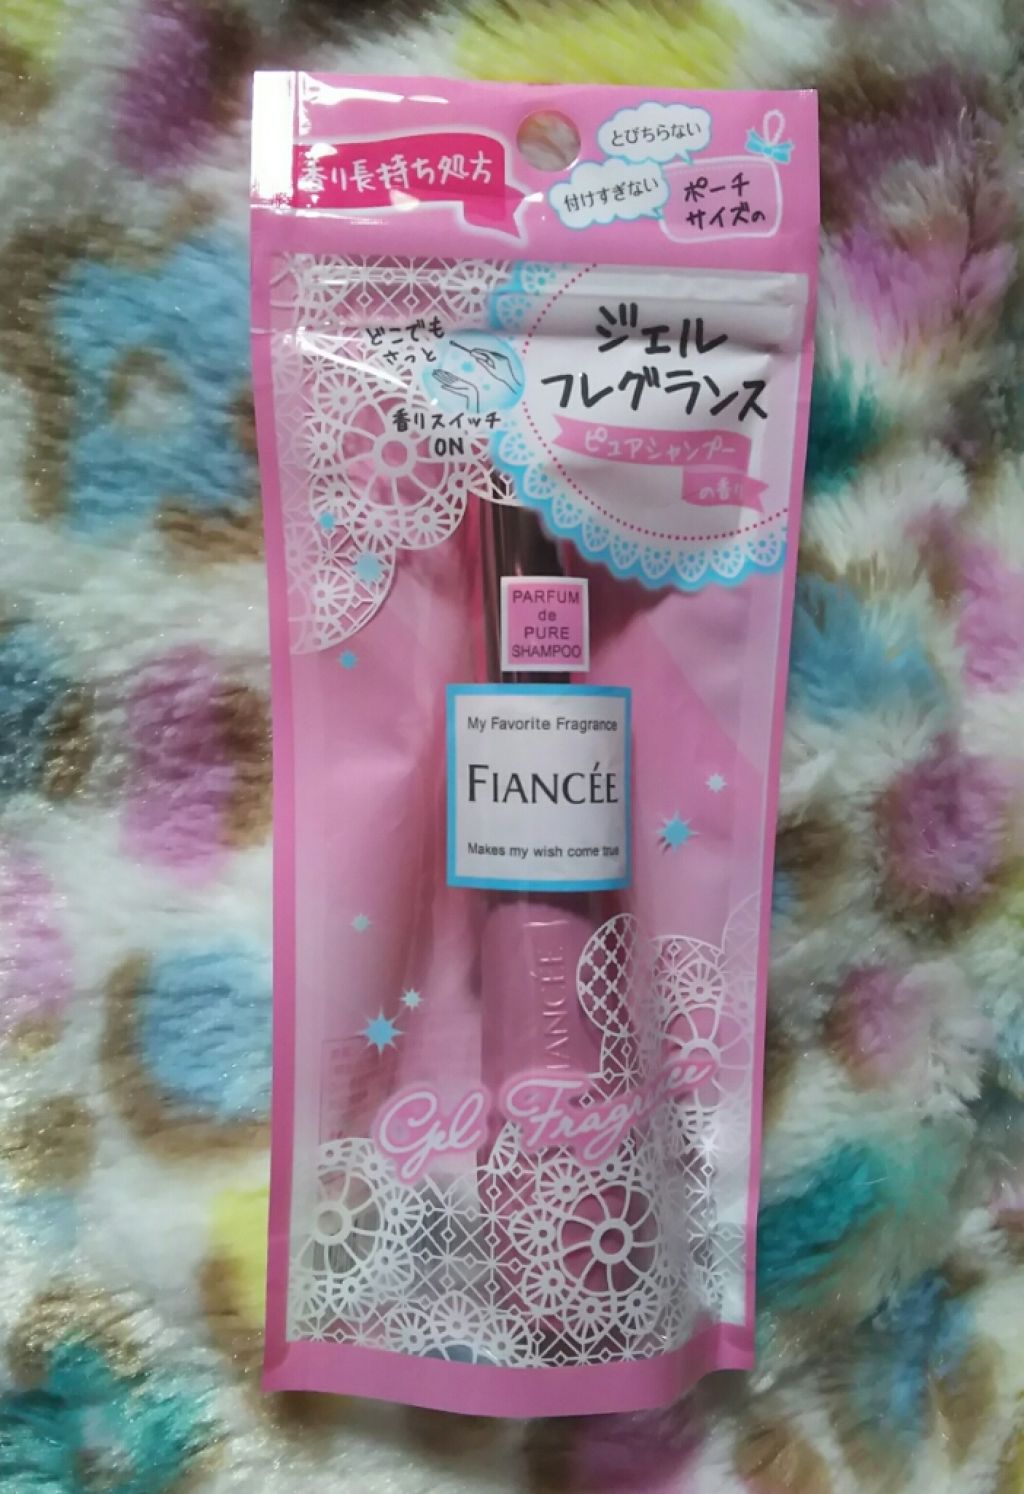 香り長持ち処方
とびちらない
付けすぎない
ポーチ
サイズの
どこでも
さっと
香りスイッチ
ON
ジェル
フレグランス
ピュアシャンプー
の香り
PARFUM
de
PURE
SHAMPOO
My Favorite Fragrance
FIANCÉE
Makes my wish come true
FIANCÉE
Gel Fragrance